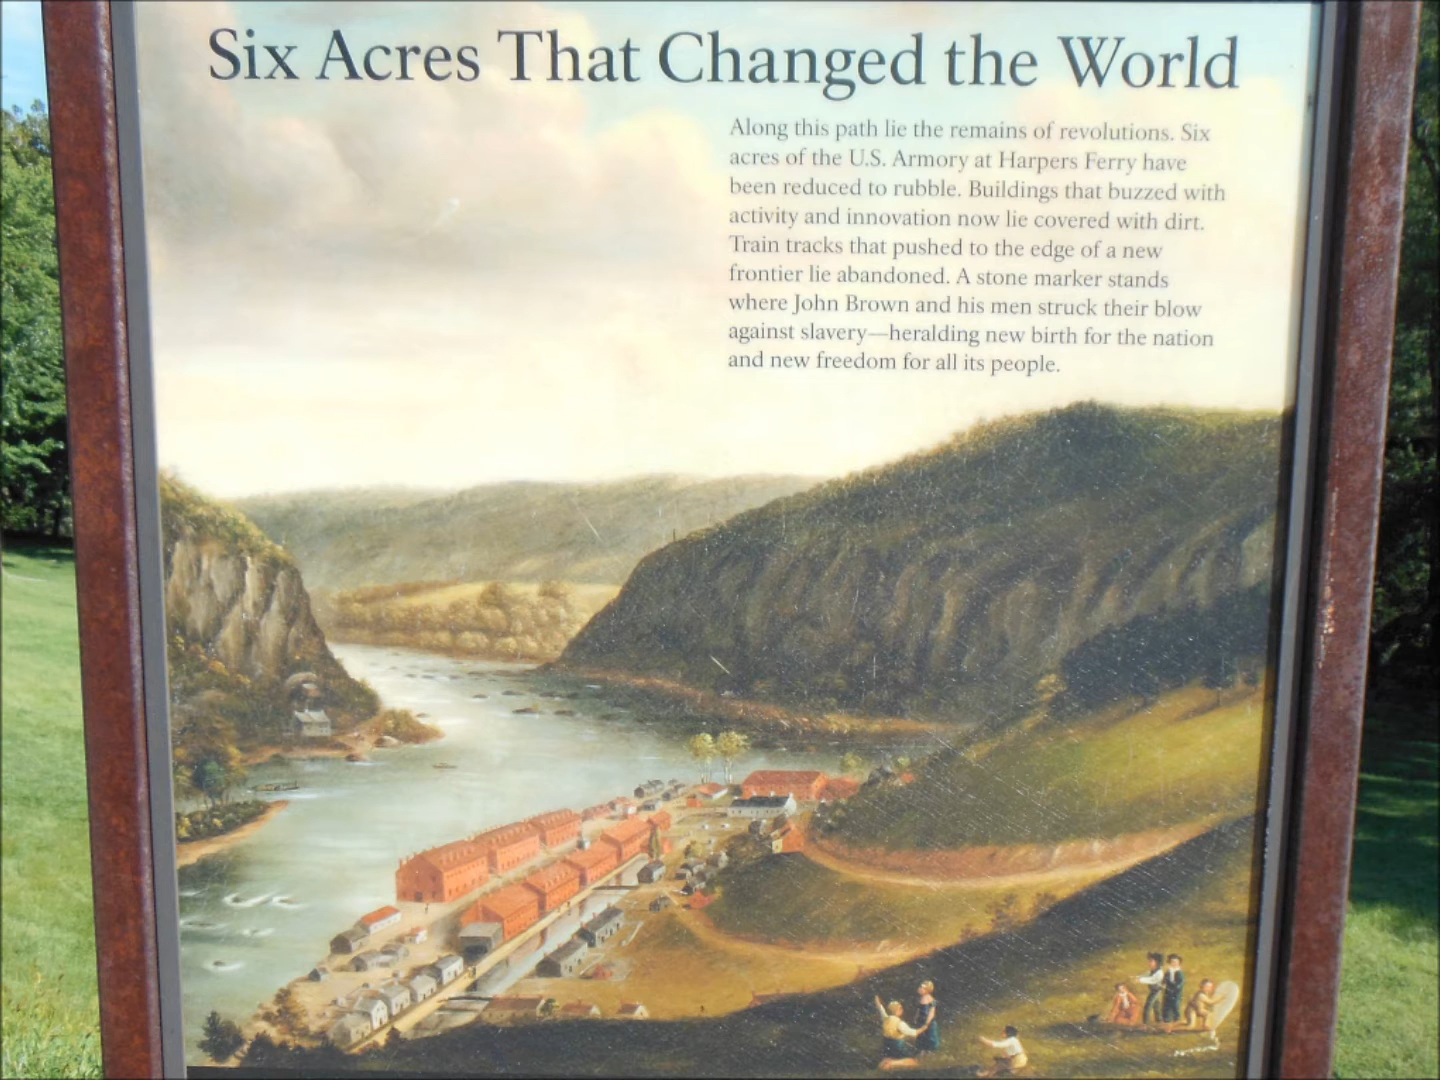 Six Acres That Changed the World
Along this path lie the remains of revolutions. Six
acres of the U.S. Armory at Harpers Ferry have
been reduced to rubble. Buildings that buzzed with
activity and innovation now lie covered with dirt.
Train tracks that pushed to the edge of a new
frontier lie abandoned. A stone marker stands
where John Brown and his men struck their blow
against slavery—heralding new birth for the nation
and new freedom for all its people.